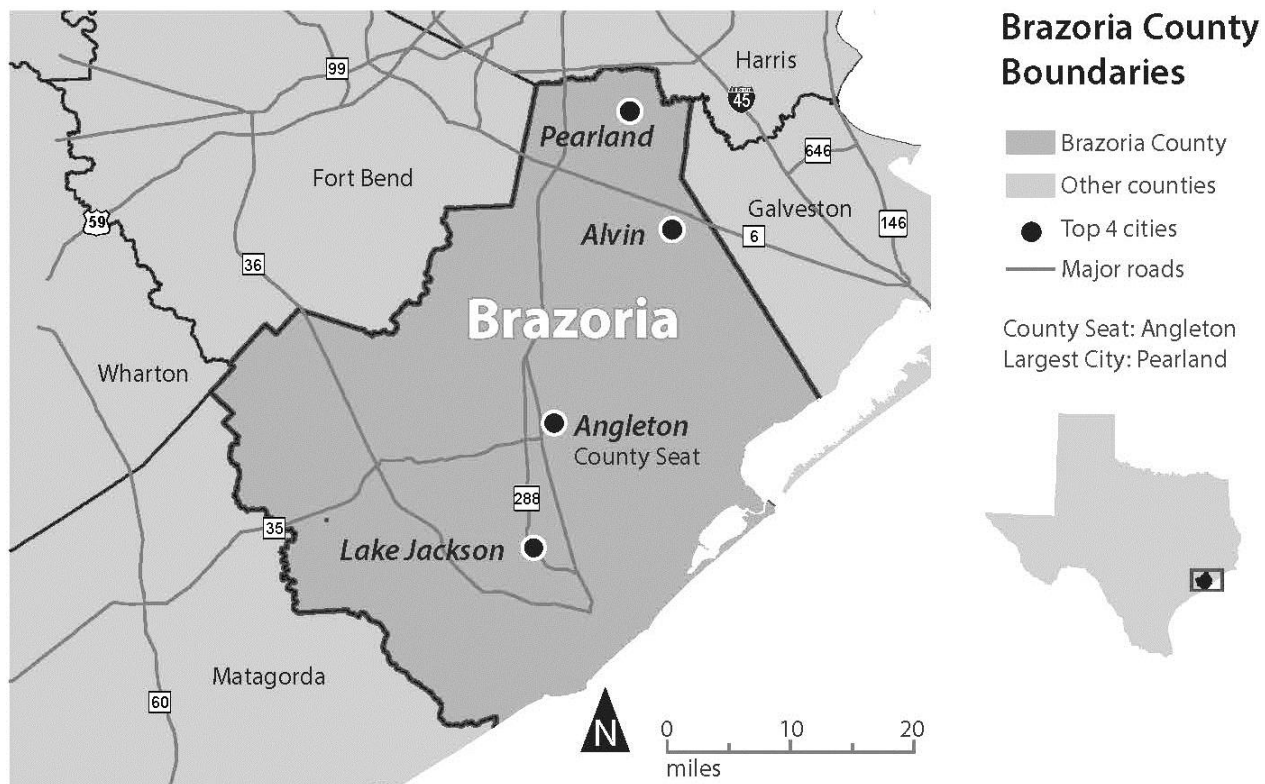 Brazoria County
Boundaries
Brazoria County
Other counties
Top 4 cities
Major roads
County Seat: Angleton
Largest City: Pearland
Harris
99
45
Pearland
646
Fort Bend
59
Galveston
146
Alvin
6
36
Brazoria
Wharton
Angleton
County Seat
288
35
Lake Jackson
Matagorda
60
N
0 10 20
miles